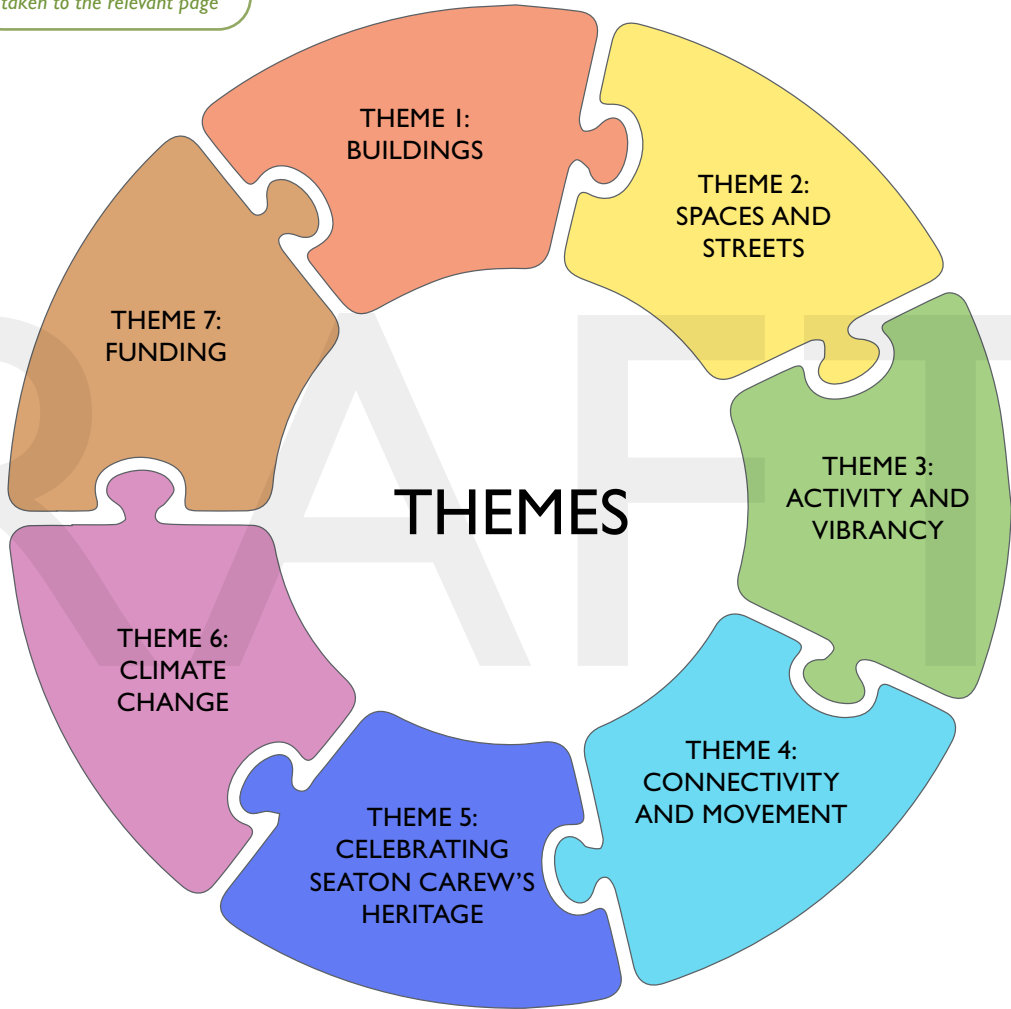 taken to the relevant page
THEME 1:
BUILDINGS
THEME 2:
SPACES AND
STREETS
THEME 3:
ACTIVITY AND
VIBRANCY
THEME 4:
CONNECTIVITY
AND MOVEMENT
THEME 5:
CELEBRATING
SEATON CAREW'S
HERITAGE
THEME 6:
CLIMATE
CHANGE
THEME 7:
FUNDING
THEMES
RAFT